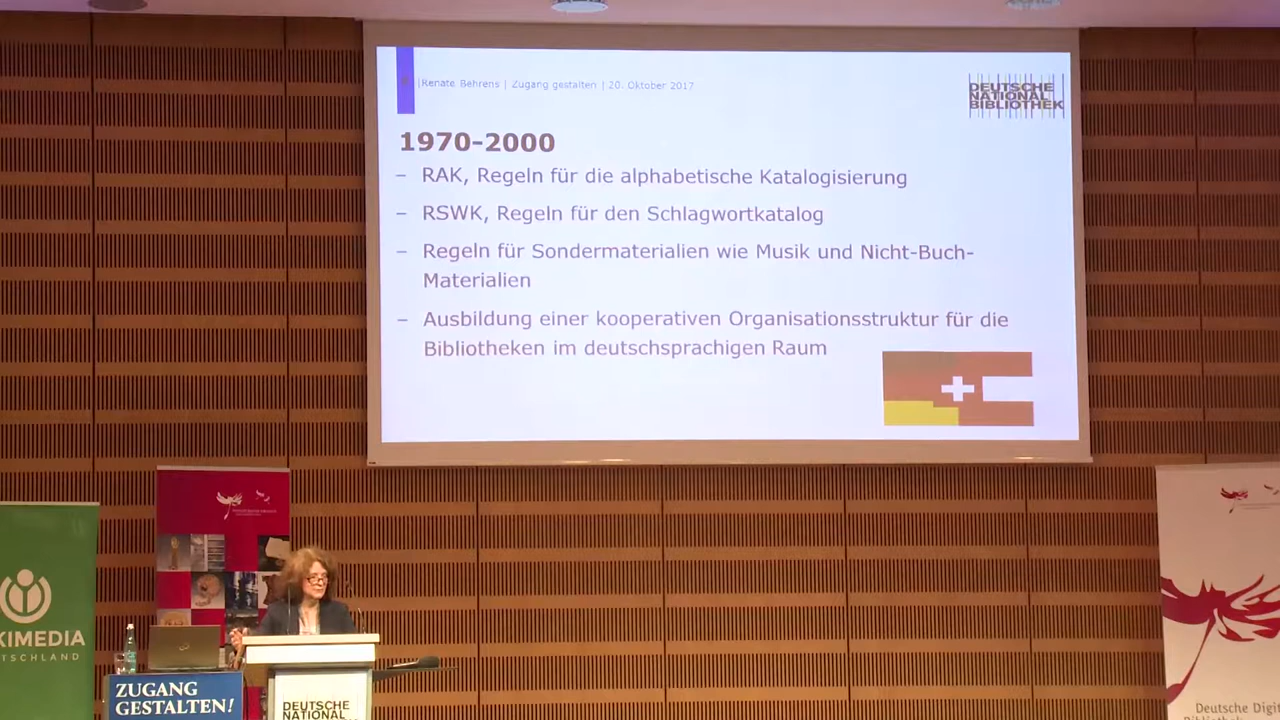 |Renate Behrens | Zugang gestalten | 20. Oktober 2017
DEUTSCHE
NATIONAL
BIBLIOTHEK
1970-2000
– RAK, Regeln für die alphabetische Katalogisierung
– RSWK, Regeln für den Schlagwortkatalog
– Regeln für Sondermaterialien wie Musik und Nicht-Buch-
Materialien
– Ausbildung einer kooperativen Organisationsstruktur für die
Bibliotheken im deutschsprachigen Raum
KIMEDIA
TSCHLAND
ZUGANG
GESTALTEN!
DEUTSCHE
NATIONAL
Deutsche Digit